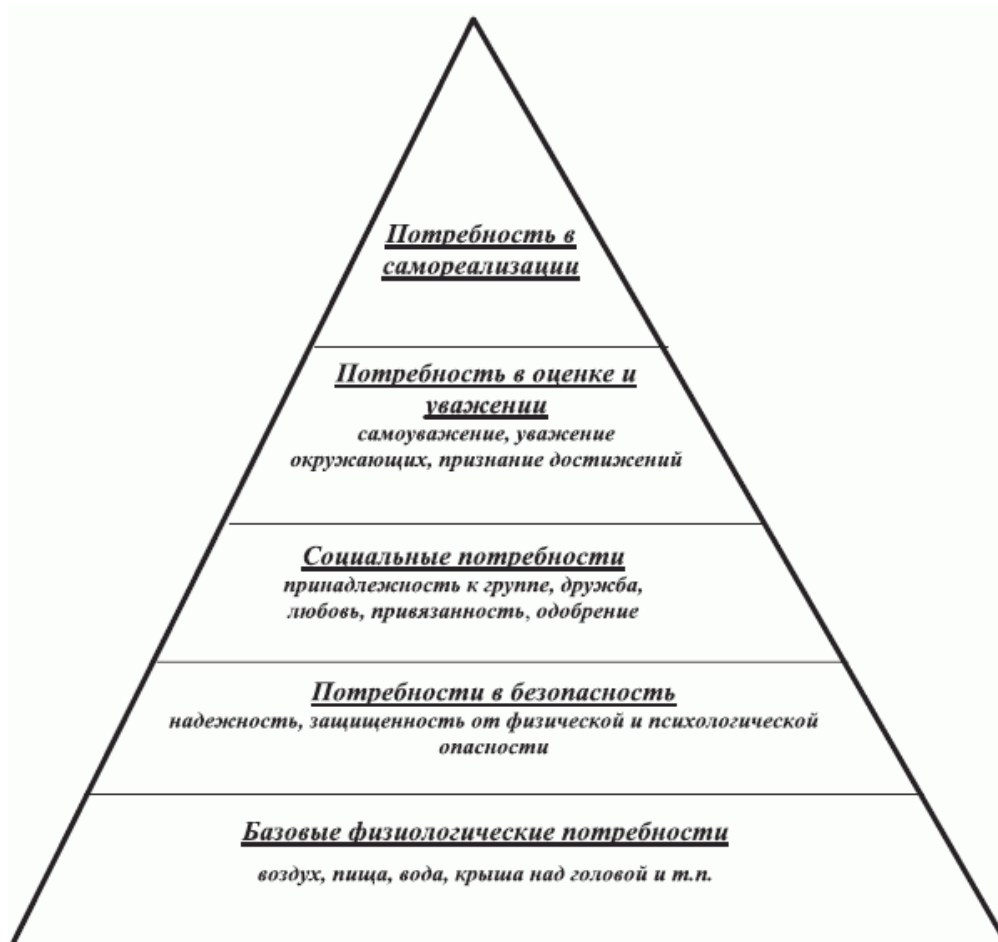 Потребность в
самореализации
Потребность в оценке и
уважении
самоуважение, уважение
окружающих, признание достижений
Социальные потребности
принадлежность к группе, дружба,
любовь, привязанность, одобрение
Потребности в безопасность
надежность, защищенность от физической и психологической
опасности
Базовые физиологические потребности
воздух, пища, вода, крыша над головой и т.п.